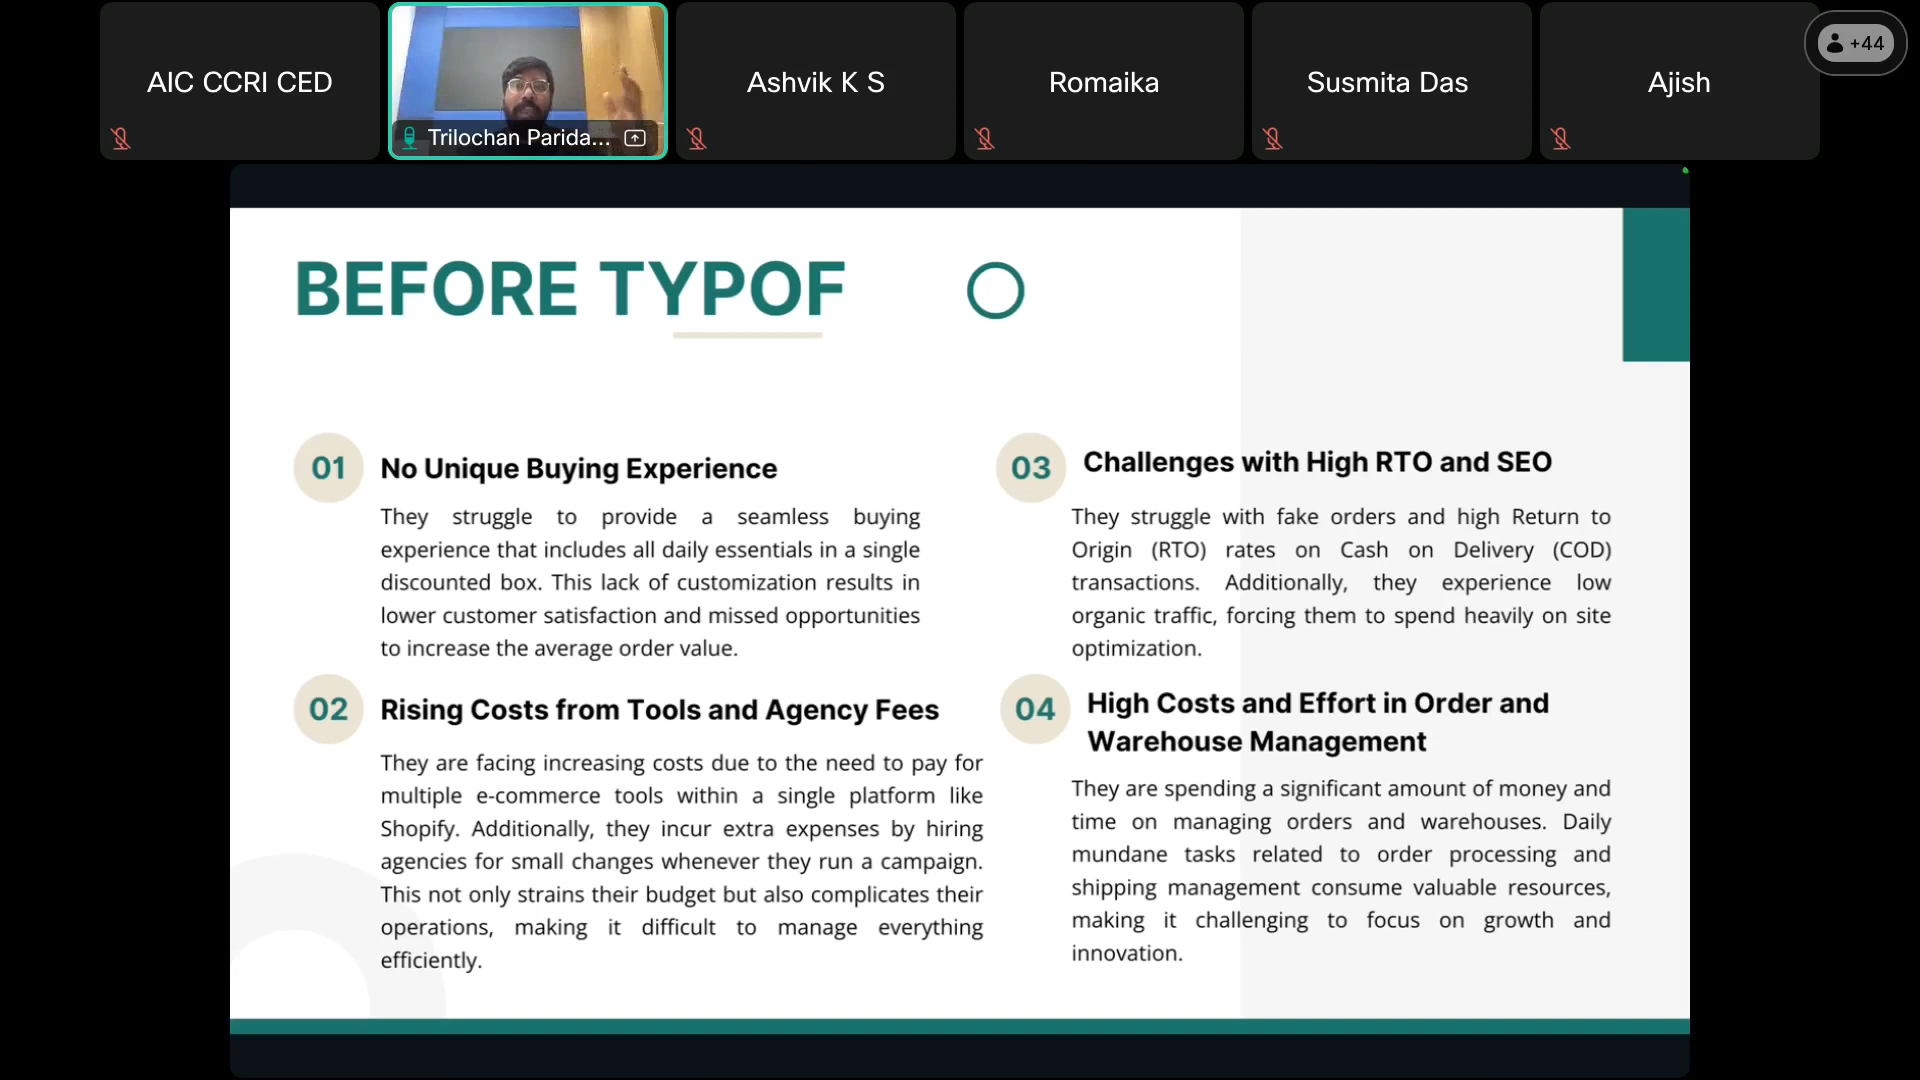 AIC CCRI CED
Trilochan Parida...
Ashvik K S
Romaika
Susmita Das
Ajish
+44
BEFORE TYPOF
01
No Unique Buying Experience
They struggle to provide a seamless buying
experience that includes all daily essentials in a single
discounted box. This lack of customization results in
lower customer satisfaction and missed opportunities
to increase the average order value.
02
Rising Costs from Tools and Agency Fees
They are facing increasing costs due to the need to pay for
multiple e-commerce tools within a single platform like
Shopify. Additionally, they incur extra expenses by hiring
agencies for small changes whenever they run a campaign.
This not only strains their budget but also complicates their
operations, making it difficult to manage everything
efficiently.
03
Challenges with High RTO and SEO
They struggle with fake orders and high Return to
Origin (RTO) rates on Cash on Delivery (COD)
transactions. Additionally, they experience low
organic traffic, forcing them to spend heavily on site
optimization.
04
High Costs and Effort in Order and
Warehouse Management
They are spending a significant amount of money and
time on managing orders and warehouses. Daily
mundane tasks related to order processing and
shipping management consume valuable resources,
making it challenging to focus on growth and
innovation.